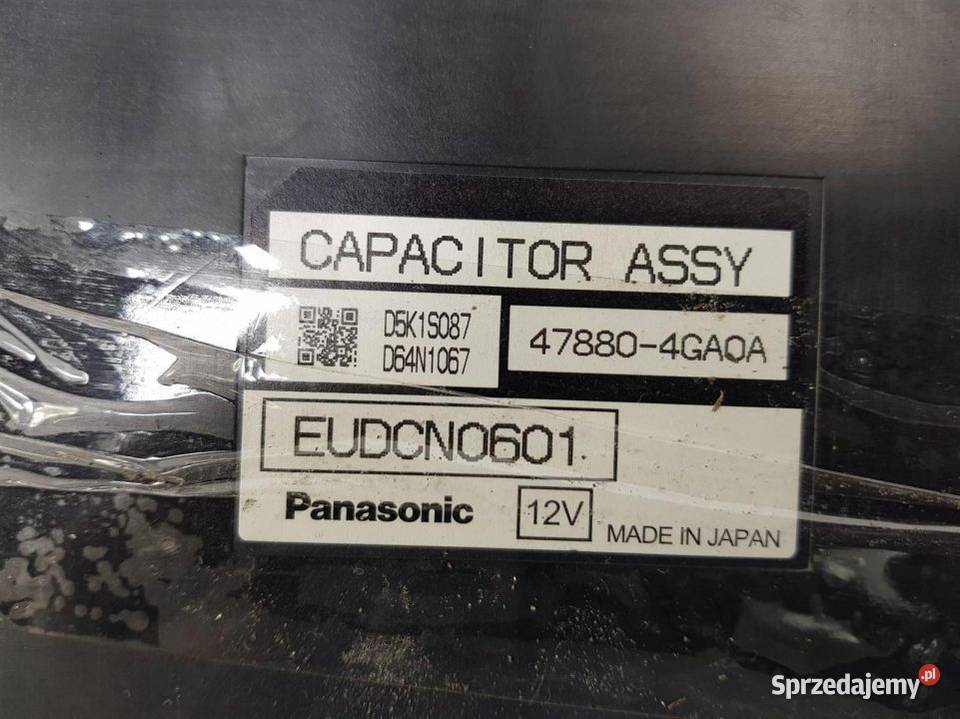 CAPACITOR ASSY
D5K1S087
D64N1067
47880-4GA0A
EUDCN0601
Panasonic
12V
MADE IN JAPAN
Sprzedajemy.pl